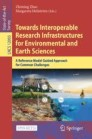 Zhiming Zhao
Margareta Hellström (Eds.)
Towards Interoperable
Research Infrastructures
for Environmental and
Earth Sciences
A Reference Model Guided Approach
for Common Challenges